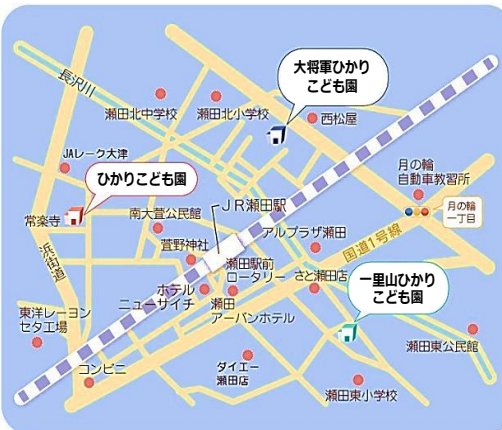 大将軍ひかり
こども園
長沢川
瀬田北中学校
瀬田北小学校
西松屋
JAレーク大津
ひかりこども園
月の輪
自動車教習所
月の輪
一丁目
常楽寺
南大萱公民館
JR瀬田駅
アルプラザ瀬田
国道1号線
浜街道
萱野神社
瀬田駅前
ロータリー
さと瀬田店
一里山ひかり
こども園
ホテル
ニューサイチ
瀬田
アーバンホテル
東洋レーヨン
セタ工場
コンビニ
ダイエー
瀬田店
瀬田東公民館
瀬田東小学校